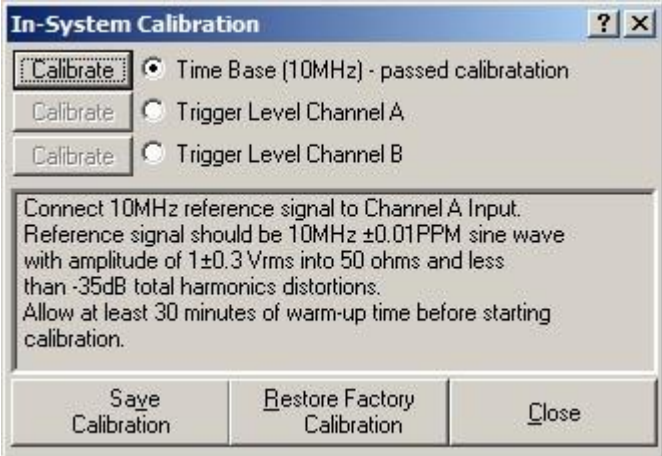 In-System Calibration ? ×
Calibrate Time Base (10MHz) - passed calibratation
Calibrate Trigger Level Channel A
Calibrate Trigger Level Channel B
Connect 10MHz reference signal to Channel A Input.
Reference signal should be 10MHz ±0.01PPM sine wave
with amplitude of 1±0.3 Vrms into 50 ohms and less
than -35dB total harmonics distortions.
Allow at least 30 minutes of warm-up time before starting
calibration.
Save
Calibration
Restore Factory
Calibration
Close